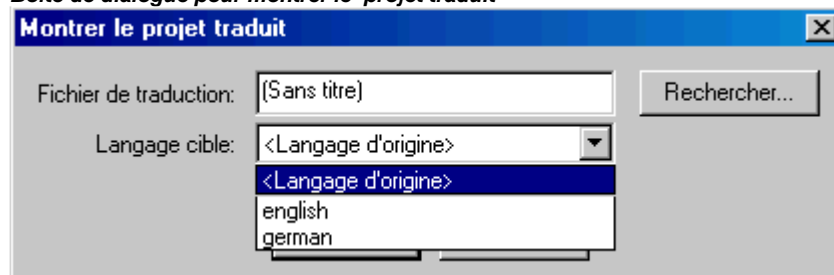 Boîte de dialogue pour montrer le projet traduit
Montrer le projet traduit
Fichier de traduction: (Sans titre) Rechercher...
Langage cible: <Langage d'origine>
<Langage d'origine>
english
german